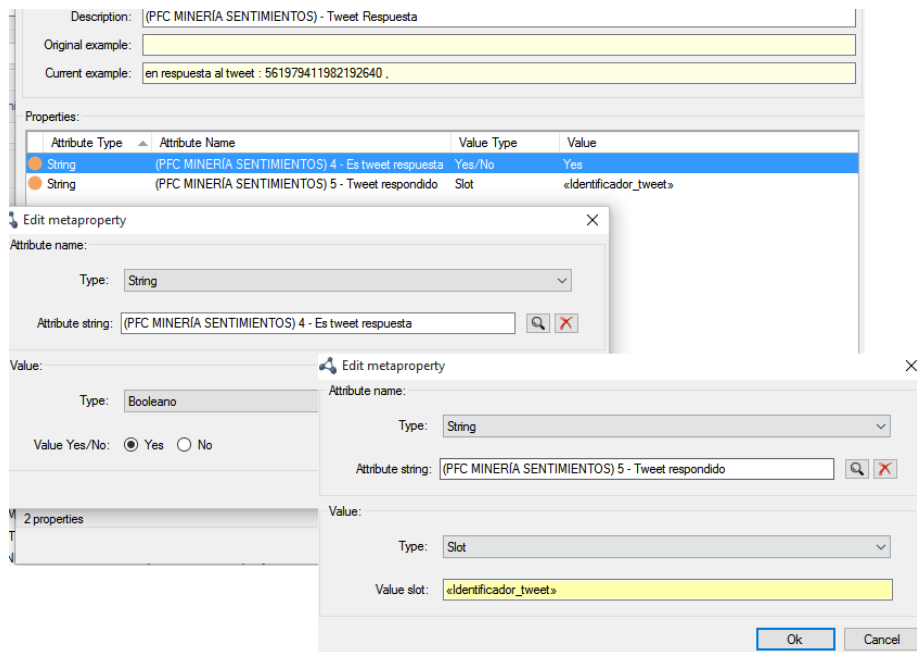 Description: (PFC MINERÍA SENTIMIENTOS) - Tweet Respuesta
Original example:
Current example: en respuesta al tweet : 561979411982192640 ,
Properties:
Attribute Type Attribute Name Value Type Value
String (PFC MINERÍA SENTIMIENTOS) 4 - Es tweet respuesta Yes/No Yes
String (PFC MINERÍA SENTIMIENTOS) 5 - Tweet respondido Slot «Identificador_tweet»
Edit metaproperty
Attribute name:
Type: String
Attribute string: (PFC MINERÍA SENTIMIENTOS) 4 - Es tweet respuesta
Value:
Type: Booleano
Value Yes/No: Yes No
2 properties
Edit metaproperty
Attribute name:
Type: String
Attribute string: (PFC MINERÍA SENTIMIENTOS) 5 - Tweet respondido
Value:
Type: Slot
Value slot: «Identificador_tweet»
Ok Cancel